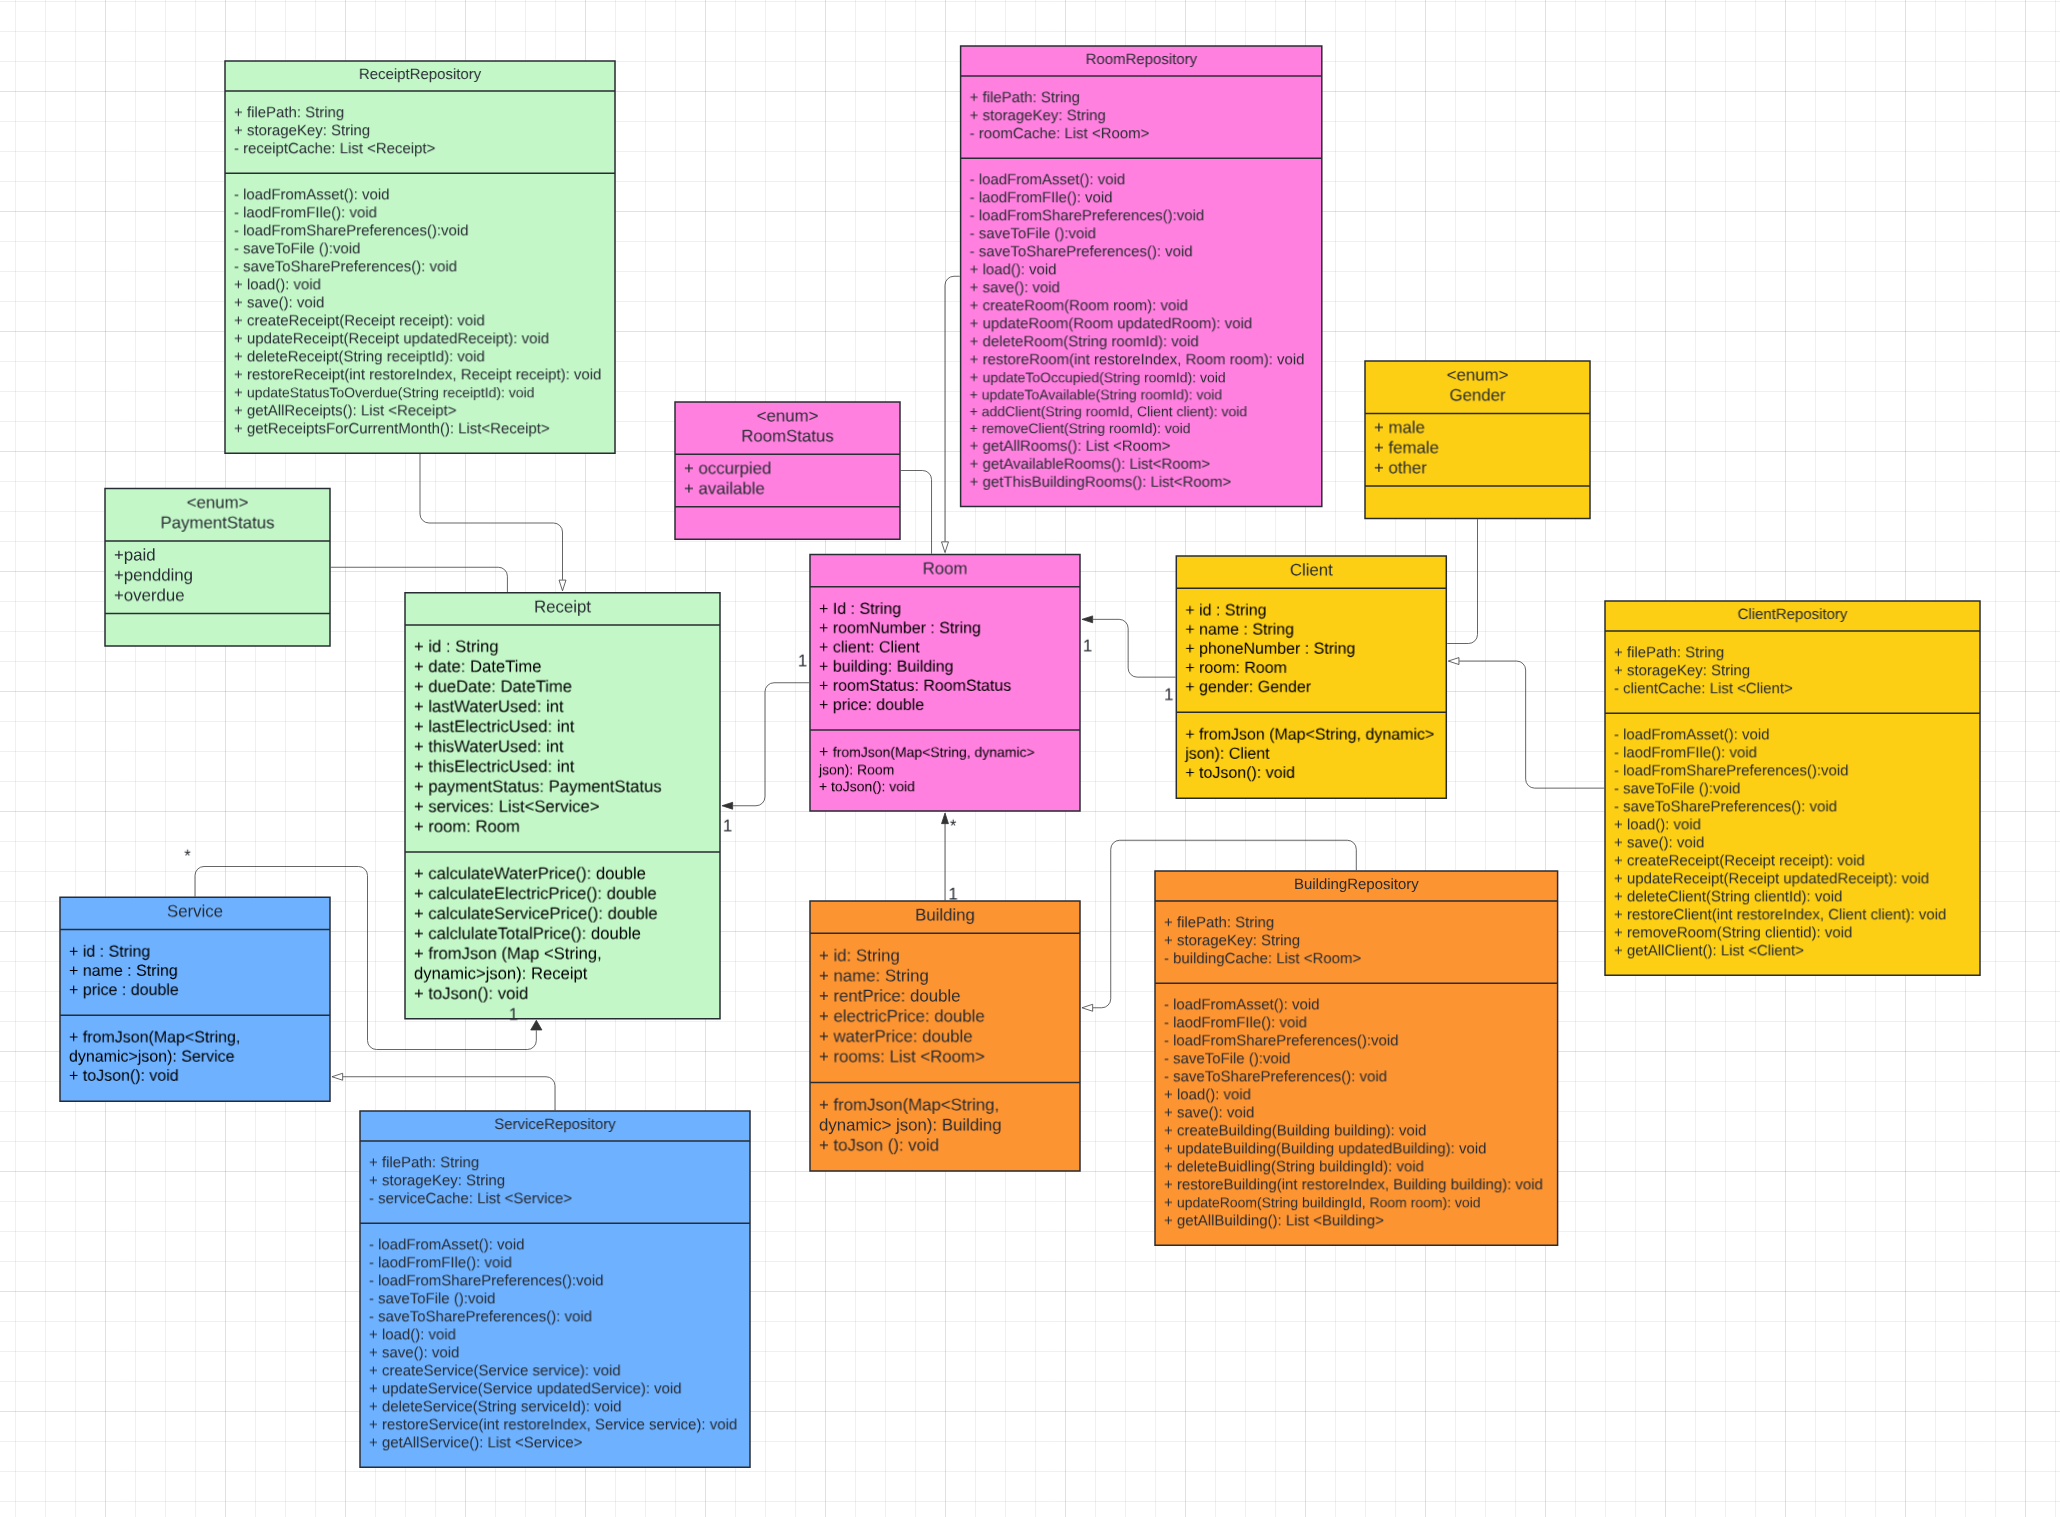 ReceiptRepository
+ filePath: String
+ storageKey: String
- receiptCache: List <Receipt>
- loadFromAsset(): void
- laodFromFIle(): void
- loadFromSharePreferences():void
- saveToFile ():void
- saveToSharePreferences(): void
+ load(): void
+ save(): void
+ createReceipt(Receipt receipt): void
+ updateReceipt(Receipt updatedReceipt): void
+ deleteReceipt(String receiptId): void
+ restoreReceipt(int restoreIndex, Receipt receipt): void
+ updateStatusToOverdue(String receiptId): void
+ getAllReceipts(): List <Receipt>
+ getReceiptsForCurrentMonth(): List<Receipt>
RoomRepository
+ filePath: String
+ storageKey: String
- roomCache: List <Room>
- loadFromAsset(): void
- laodFromFIle(): void
- loadFromSharePreferences():void
- saveToFile ():void
- saveToSharePreferences(): void
+ load(): void
+ save(): void
+ createRoom(Room room): void
+ updateRoom(Room updatedRoom): void
+ deleteRoom(String roomId): void
+ restoreRoom(int restoreIndex, Room room): void
+ updateToOccupied(String roomId): void
+ updateToAvailable(String roomId): void
+ addClient(String roomId, Client client): void
+ removeClient(String roomId): void
+ getAllRooms(): List <Room>
+ getAvailableRooms(): List<Room>
+ getThisBuildingRooms(): List<Room>
<enum>
Gender
+ male
+ female
+ other
<enum>
RoomStatus
+ occurpied
+ available
<enum>
PaymentStatus
+paid
+pendding
+overdue
Receipt
+ id : String
+ date: DateTime
+ dueDate: DateTime
+ lastWaterUsed: int
+ lastElectricUsed: int
+ thisWaterUsed: int
+ thisElectricUsed: int
+ paymentStatus: PaymentStatus
+ services: List<Service>
+ room: Room
+ calculateWaterPrice(): double
+ calculateElectricPrice(): double
+ calculateServicePrice(): double
+ calclulateTotalPrice(): double
+ fromJson (Map <String,
dynamic>json): Receipt
+ toJson(): void
1
1
1
Room
+ Id : String
+ roomNumber : String
+ client: Client
+ building: Building
+ roomStatus: RoomStatus
+ price: double
+ fromJson(Map<String, dynamic>
json): Room
+ toJson(): void
1
1
*
1
Client
+ id : String
+ name : String
+ phoneNumber : String
+ room: Room
+ gender: Gender
+ fromJson (Map<String, dynamic>
json): Client
+ toJson(): void
ClientRepository
+ filePath: String
+ storageKey: String
- clientCache: List <Client>
- loadFromAsset(): void
- laodFromFIle(): void
- loadFromSharePreferences():void
- saveToFile ():void
- saveToSharePreferences(): void
+ load(): void
+ save(): void
+ createReceipt(Receipt receipt): void
+ updateReceipt(Receipt updatedReceipt): void
+ deleteClient(String clientId): void
+ restoreClient(int restoreIndex, Client client): void
+ removeRoom(String clientid): void
+ getAllClient(): List <Client>
*
Service
+ id : String
+ name : String
+ price : double
+ fromJson(Map<String,
dynamic>json): Service
+ toJson(): void
Building
+ id: String
+ name: String
+ rentPrice: double
+ electricPrice: double
+ waterPrice: double
+ rooms: List <Room>
+ fromJson(Map<String,
dynamic> json): Building
+ toJson (): void
BuildingRepository
+ filePath: String
+ storageKey: String
- buildingCache: List <Room>
- loadFromAsset(): void
- laodFromFIle(): void
- loadFromSharePreferences():void
- saveToFile ():void
- saveToSharePreferences(): void
+ load(): void
+ save(): void
+ createBuilding(Building building): void
+ updateBuilding(Building updatedBuilding): void
+ deleteBuidling(String buildingId): void
+ restoreBuilding(int restoreIndex, Building building): void
+ updateRoom(String buildingId, Room room): void
+ getAllBuilding(): List <Building>
ServiceRepository
+ filePath: String
+ storageKey: String
- serviceCache: List <Service>
- loadFromAsset(): void
- laodFromFIle(): void
- loadFromSharePreferences():void
- saveToFile ():void
- saveToSharePreferences(): void
+ load(): void
+ save(): void
+ createService(Service service): void
+ updateService(Service updatedService): void
+ deleteService(String serviceId): void
+ restoreService(int restoreIndex, Service service): void
+ getAllService(): List <Service>